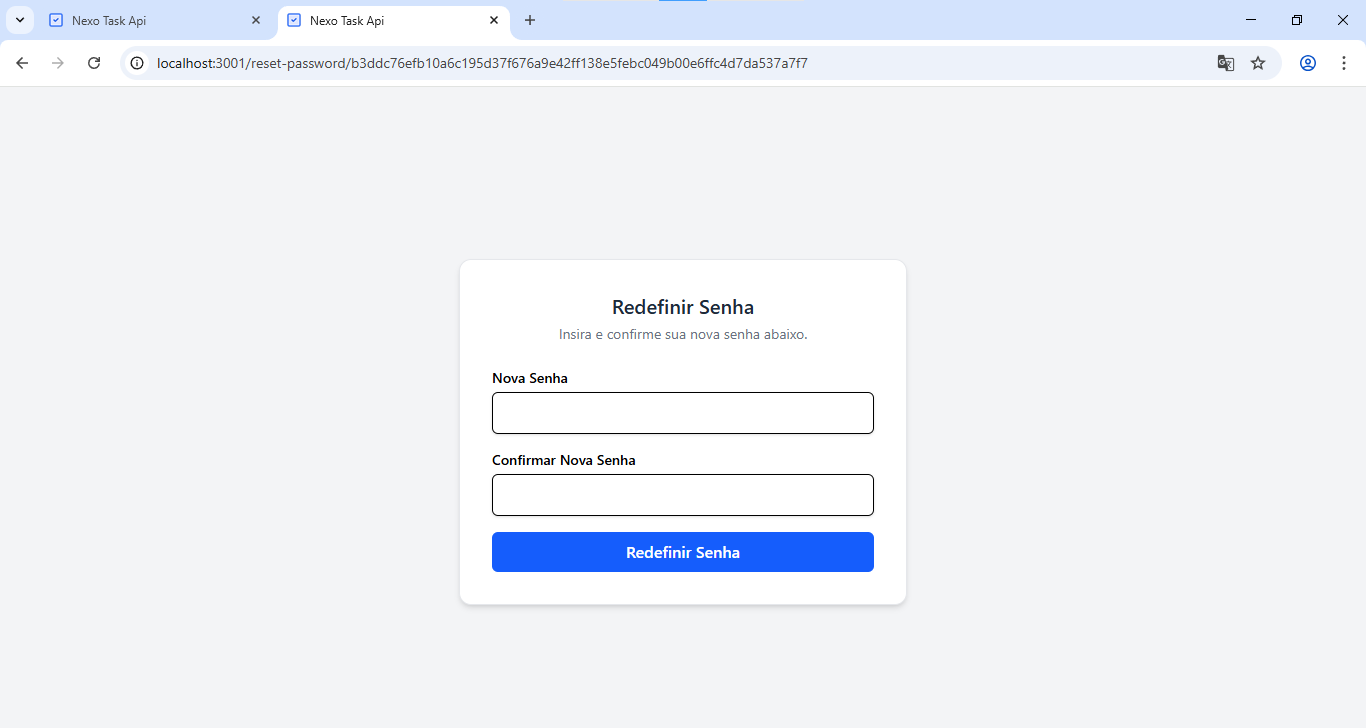 Nexo Task Api
Nexo Task Api
localhost:3001/reset-password/b3ddc76efb10a6c195d37f676a9e42ff138e5febc049b00e6ffc4d7da537a7f7
Redefinir Senha
Insira e confirme sua nova senha abaixo.
Nova Senha
Confirmar Nova Senha
Redefinir Senha